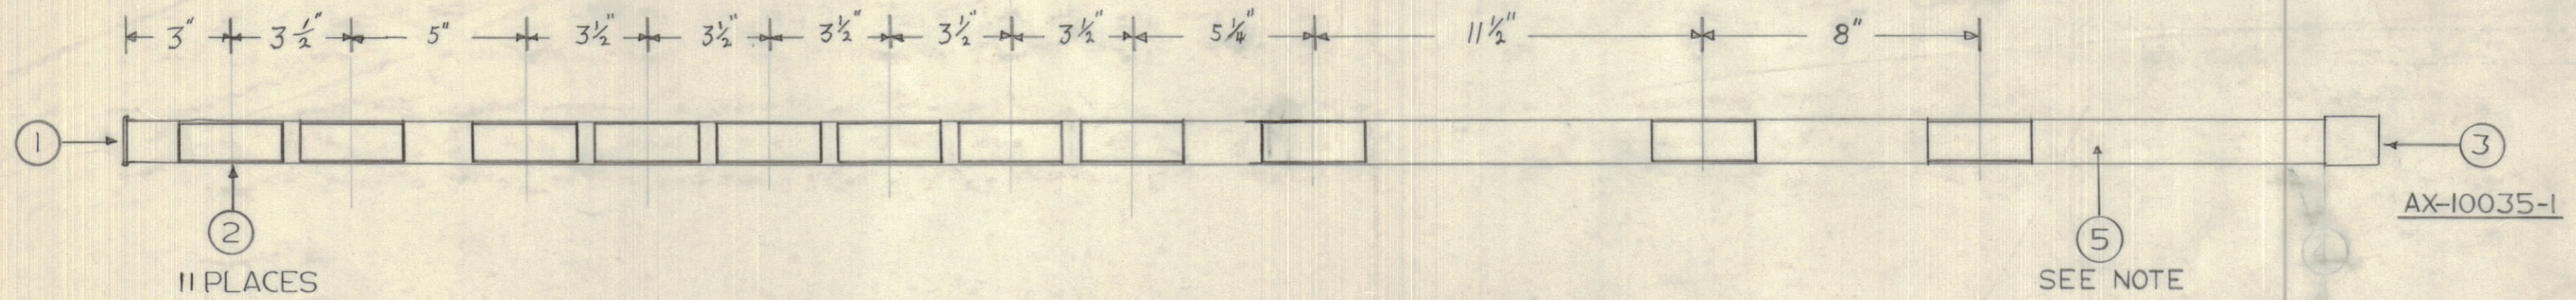 3" 3 1/2" 5" 3 1/2" 3 1/2" 3 1/2" 3 1/2" 3 1/2" 5 1/4" 11 1/2" 8"
1
3
AX-10035-1
2
5
4
11 PLACES
SEE NOTE